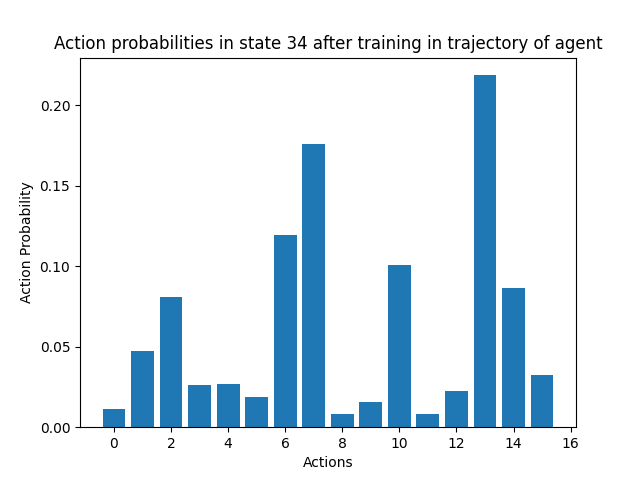 Action probabilities in state 34 after training in trajectory of agent
0.20
0.15
0.10
0.05
0.00
Action Probability
0 2 4 6 8 10 12 14 16
Actions